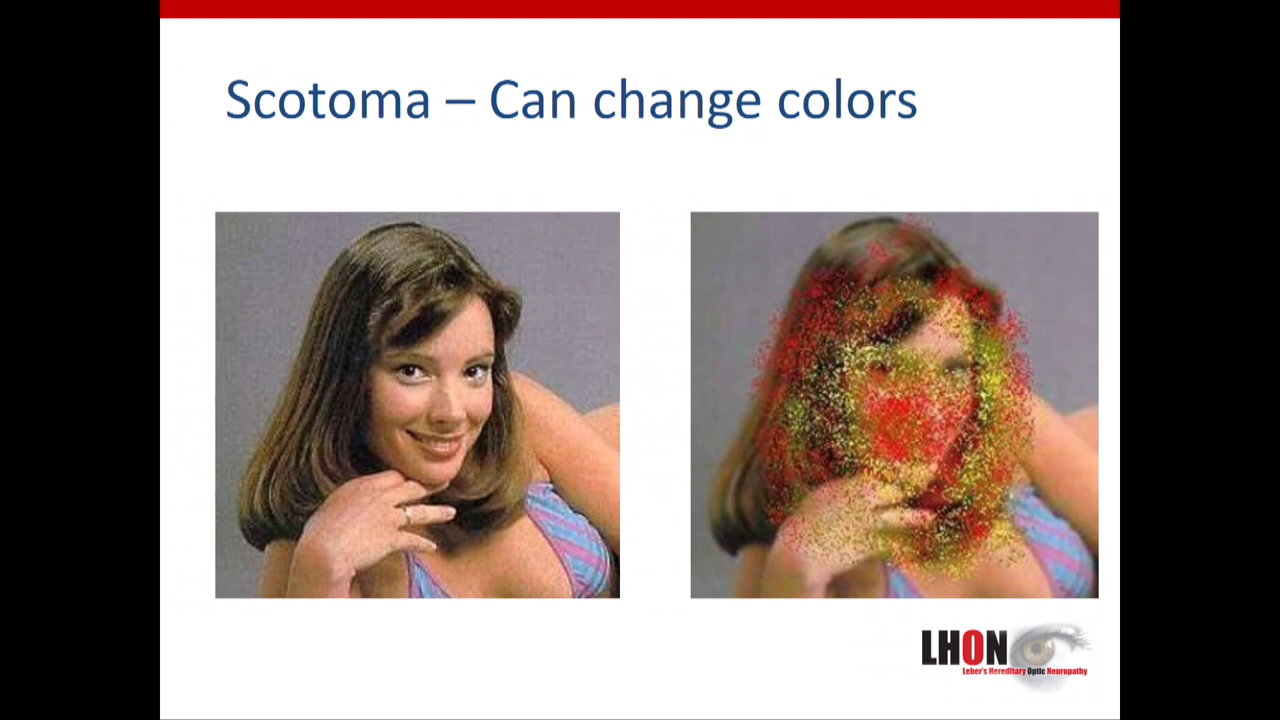 Scotoma – Can change colors
LHON
Leber's Hereditary Optic Neuropathy